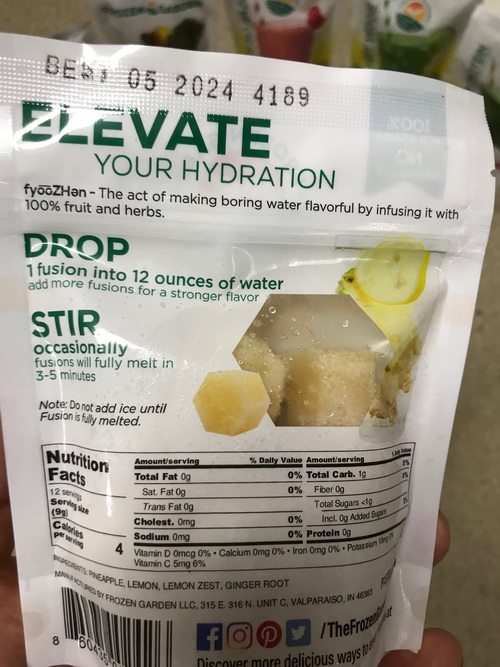 BEST 05 2024 4189
ELEVATE
YOUR HYDRATION
fyooZHən - The act of making boring water flavorful by infusing it with
100% fruit and herbs.
DROP
1 fusion into 12 ounces of water
add more fusions for a stronger flavor
STIR
occasionally
fusions will fully melt in
3-5 minutes
Note: Do not add ice until
Fusion is fully melted.
Nutrition
Facts
12 servings
Serving size
(9g)
Calories
per serving 4
Amount/serving % Daily Value
Total Fat 0g 0%
Sat. Fat 0g 0%
Trans Fat 0g
Cholest. 0mg 0%
Sodium 0mg 0%
Amount/serving
Total Carb. 1g 0%
Fiber 0g
Total Sugars <1g
Incl. 0g Added Sugars
Protein 0g
Vitamin D 0mcg 0% • Calcium 0mg 0% • Iron 0mg 0% • Potassium 10mg
Vitamin C 5mg 6%
INGREDIENTS: PINEAPPLE, LEMON, LEMON ZEST, GINGER ROOT
MANUFACTURED BY FROZEN GARDEN LLC, 315 E. 316 N. UNIT C, VALPARAISO, IN 46383
/TheFrozen
Discover more delicious ways to
at